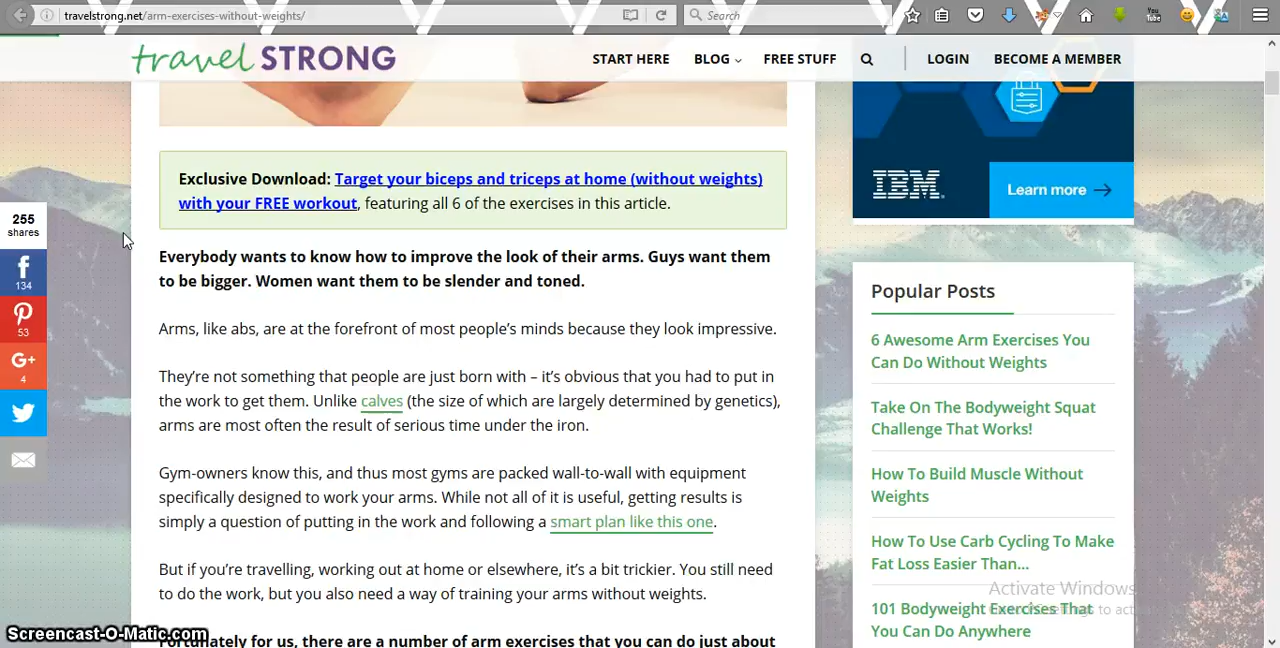 travelstrong.net/arm-exercises-without-weights/
Search
You
Tube
travel STRONG
START HERE
BLOG
FREE STUFF
LOGIN
BECOME A MEMBER
IBM
Learn more →
Exclusive Download: Target your biceps and triceps at home (without weights)
with your FREE workout, featuring all 6 of the exercises in this article.
255
shares
134
53
G+
4
Everybody wants to know how to improve the look of their arms. Guys want them
to be bigger. Women want them to be slender and toned.
Arms, like abs, are at the forefront of most people’s minds because they look impressive.
They’re not something that people are just born with – it’s obvious that you had to put in
the work to get them. Unlike calves (the size of which are largely determined by genetics),
arms are most often the result of serious time under the iron.
Gym-owners know this, and thus most gyms are packed wall-to-wall with equipment
specifically designed to work your arms. While not all of it is useful, getting results is
simply a question of putting in the work and following a smart plan like this one.
But if you’re travelling, working out at home or elsewhere, it’s a bit trickier. You still need
to do the work, but you also need a way of training your arms without weights.
Fortunately for us, there are a number of arm exercises that you can do just about
Popular Posts
6 Awesome Arm Exercises You
Can Do Without Weights
Take On The Bodyweight Squat
Challenge That Works!
How To Build Muscle Without
Weights
How To Use Carb Cycling To Make
Fat Loss Easier Than...
101 Bodyweight Exercises That
You Can Do Anywhere
Activate Windows
Screencast-O-Matic.com